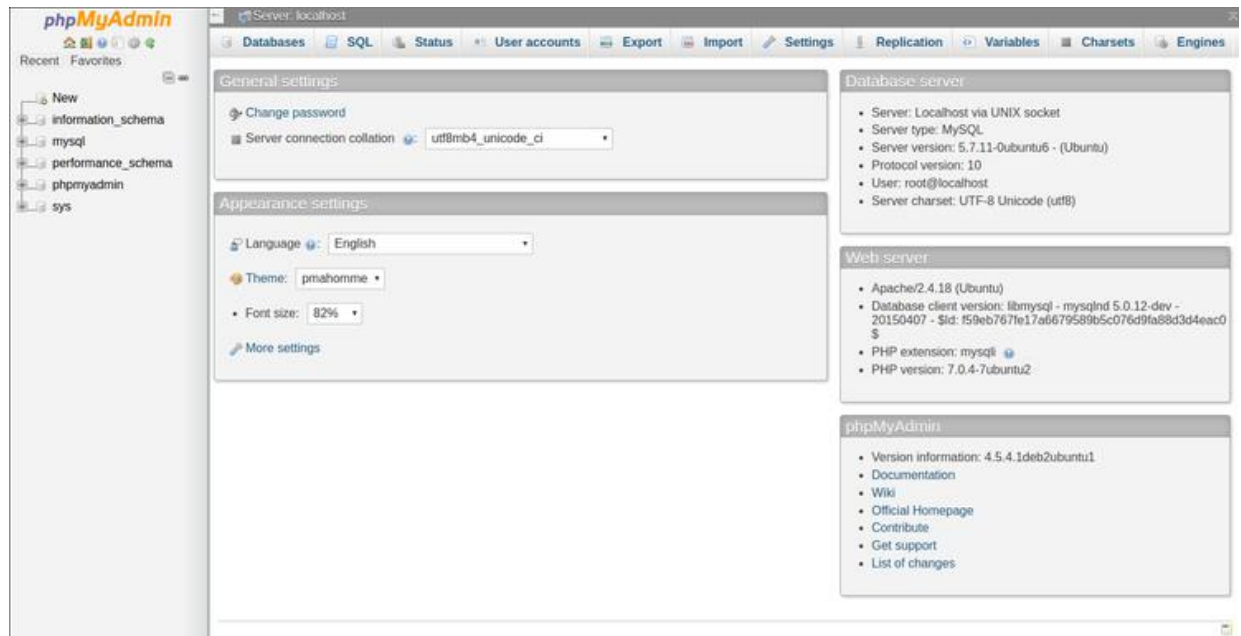 phpMyAdmin
Recent Favorites
New
information_schema
mysql
performance_schema
phpmyadmin
sys
Server: localhost
Databases SQL Status User accounts Export Import Settings Replication Variables Charsets Engines
General settings
Change password
Server connection collation : utf8mb4_unicode_ci
Appearance settings
Language : English
Theme: pmahomme
• Font size: 82%
More settings
Database server
• Server: Localhost via UNIX socket
• Server type: MySQL
• Server version: 5.7.11-0ubuntu6 - (Ubuntu)
• Protocol version: 10
• User: root@localhost
• Server charset: UTF-8 Unicode (utf8)
Web server
• Apache/2.4.18 (Ubuntu)
• Database client version: libmysql - mysqlnd 5.0.12-dev -
20150407 - $Id: f59eb767fe17a6679589b5c076d9fa88d3d4eac0
$
• PHP extension: mysqli
• PHP version: 7.0.4-7ubuntu2
phpMyAdmin
• Version information: 4.5.4.1deb2ubuntu1
• Documentation
• Wiki
• Official Homepage
• Contribute
• Get support
• List of changes